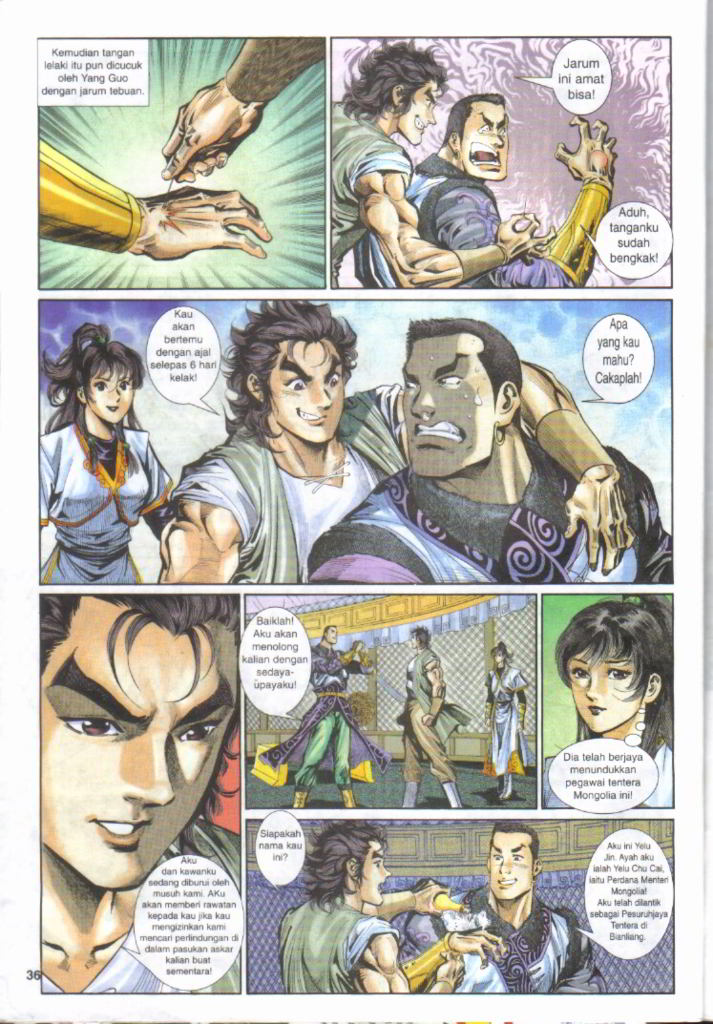 Kemudian tangan
lelaki itu pun dicucuk
oleh Yang Guo
dengan jarum tebuan.
Jarum
ini amat
bisa!
Aduh,
tanganku
sudah
bengkak!
Kau
akan
bertemu
dengan ajal
selepas 6 hari
kelak!
Apa
yang kau
mahu?
Cakaplah!
Aku
dan kawanku
sedang diburui oleh
musuh kami. AKu
akan memberi rawatan
kepada kau jika kau
mengizinkan kami
mencari perlindungan di
dalam pasukan askar
kalian buat
sementara!
Baiklah!
Aku akan
menolong
kalian dengan
sedaya-
upayaku!
Dia telah berjaya
menundukkan
pegawai tentera
Mongolia ini!
Siapakah
nama kau
ini?
Aku ini Yelu
Jin. Ayah aku
ialah Yelu Chu Cai,
iaitu Perdana Menteri
Mongolia!
Aku telah dilantik
sebagai Pesuruhjaya
Tentera di
Bianliang.
36